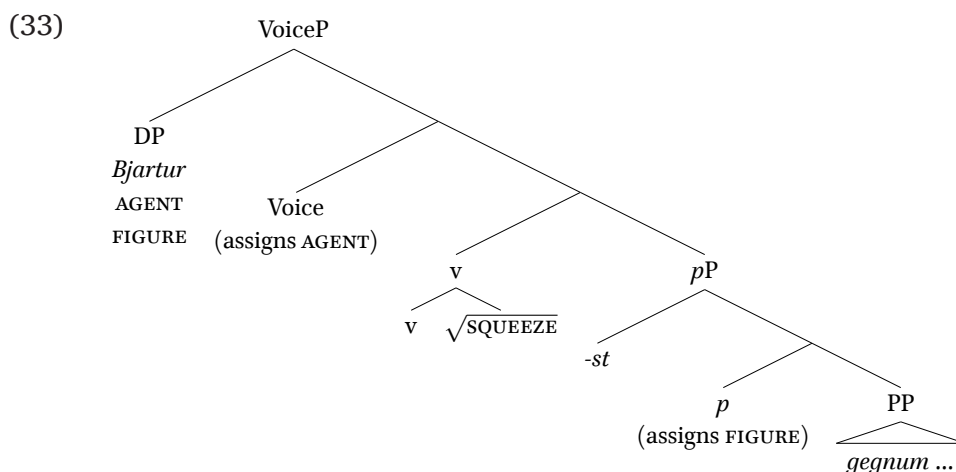 (33) VoiceP
DP
Bjartur
AGENT
FIGURE
Voice
(assigns AGENT)
v
v √SQUEEZE
pP
-st
p
(assigns FIGURE)
PP
gegnum ...